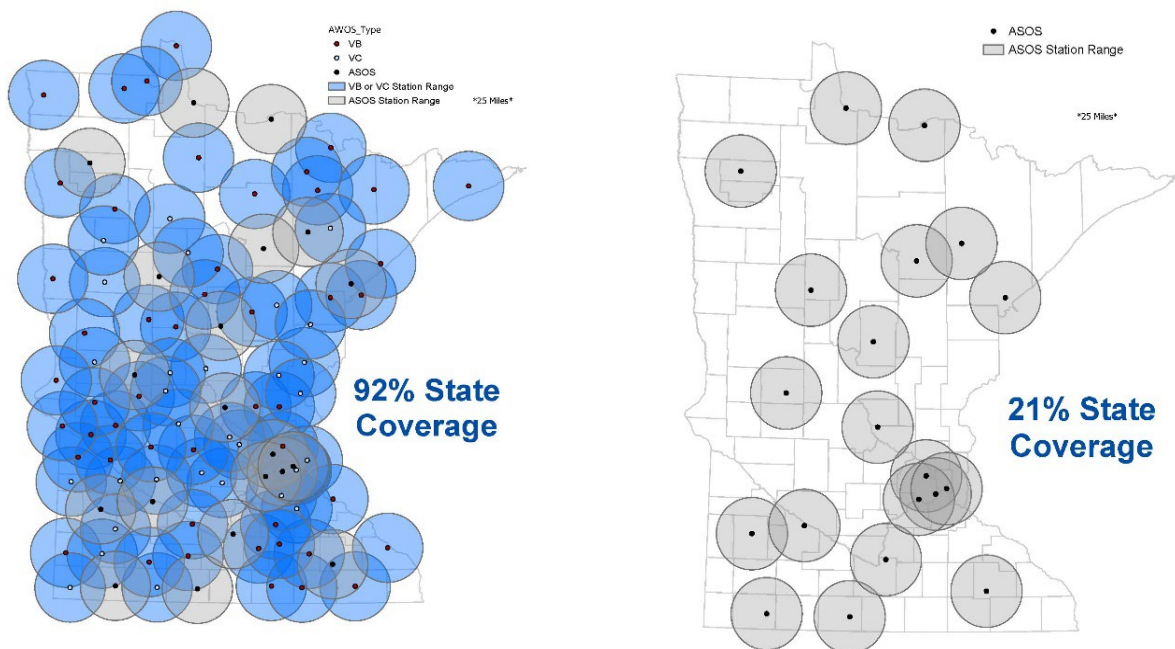 AWOS_Type
VB
VC
ASOS
VB or VC Station Range
ASOS Station Range
*25 Miles*
92% State
Coverage
ASOS
ASOS Station Range
*25 Miles*
21% State
Coverage